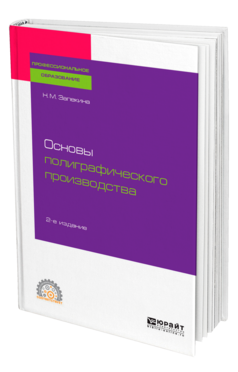 ПРОФЕССИОНАЛЬНОЕ
ОБРАЗОВАНИЕ
Н. М. Запекина
Основы
полиграфического
производства
2-е издание
юрайт